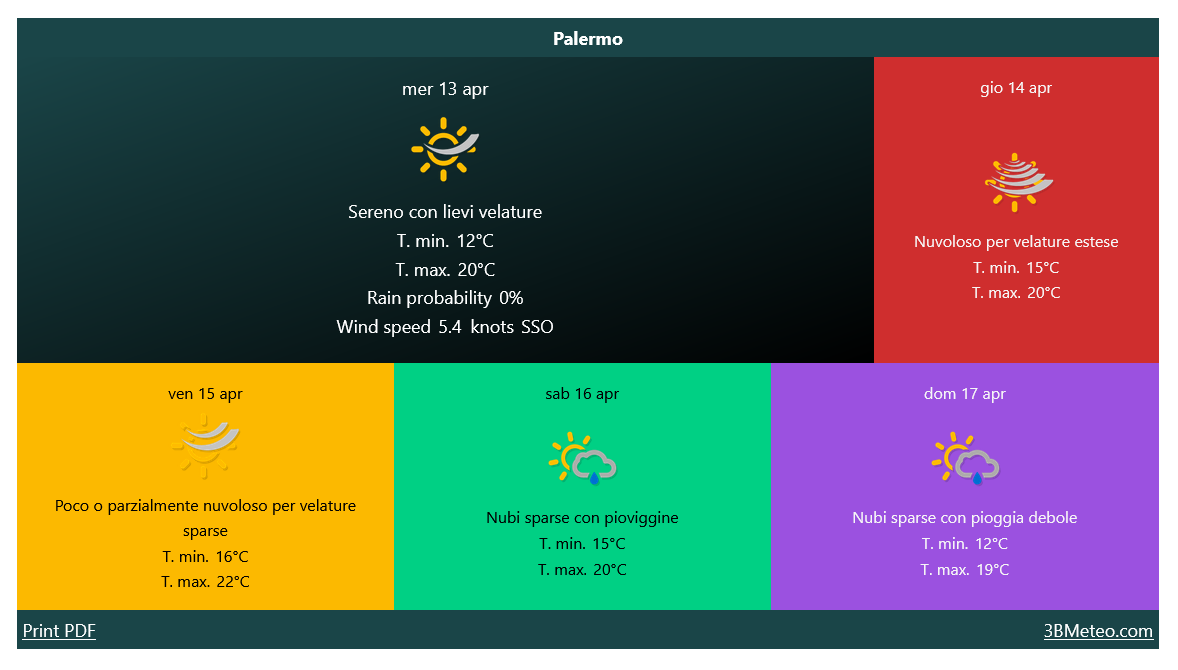 Palermo
mer 13 apr
Sereno con lievi velature
T. min. 12°C
T. max. 20°C
Rain probability 0%
Wind speed 5.4 knots SSO
gio 14 apr
Nuvoloso per velature estese
T. min. 15°C
T. max. 20°C
ven 15 apr
Poco o parzialmente nuvoloso per velature
sparse
T. min. 16°C
T. max. 22°C
sab 16 apr
Nubi sparse con pioviggine
T. min. 15°C
T. max. 20°C
dom 17 apr
Nubi sparse con pioggia debole
T. min. 12°C
T. max. 19°C
Print PDF
3BMeteo.com